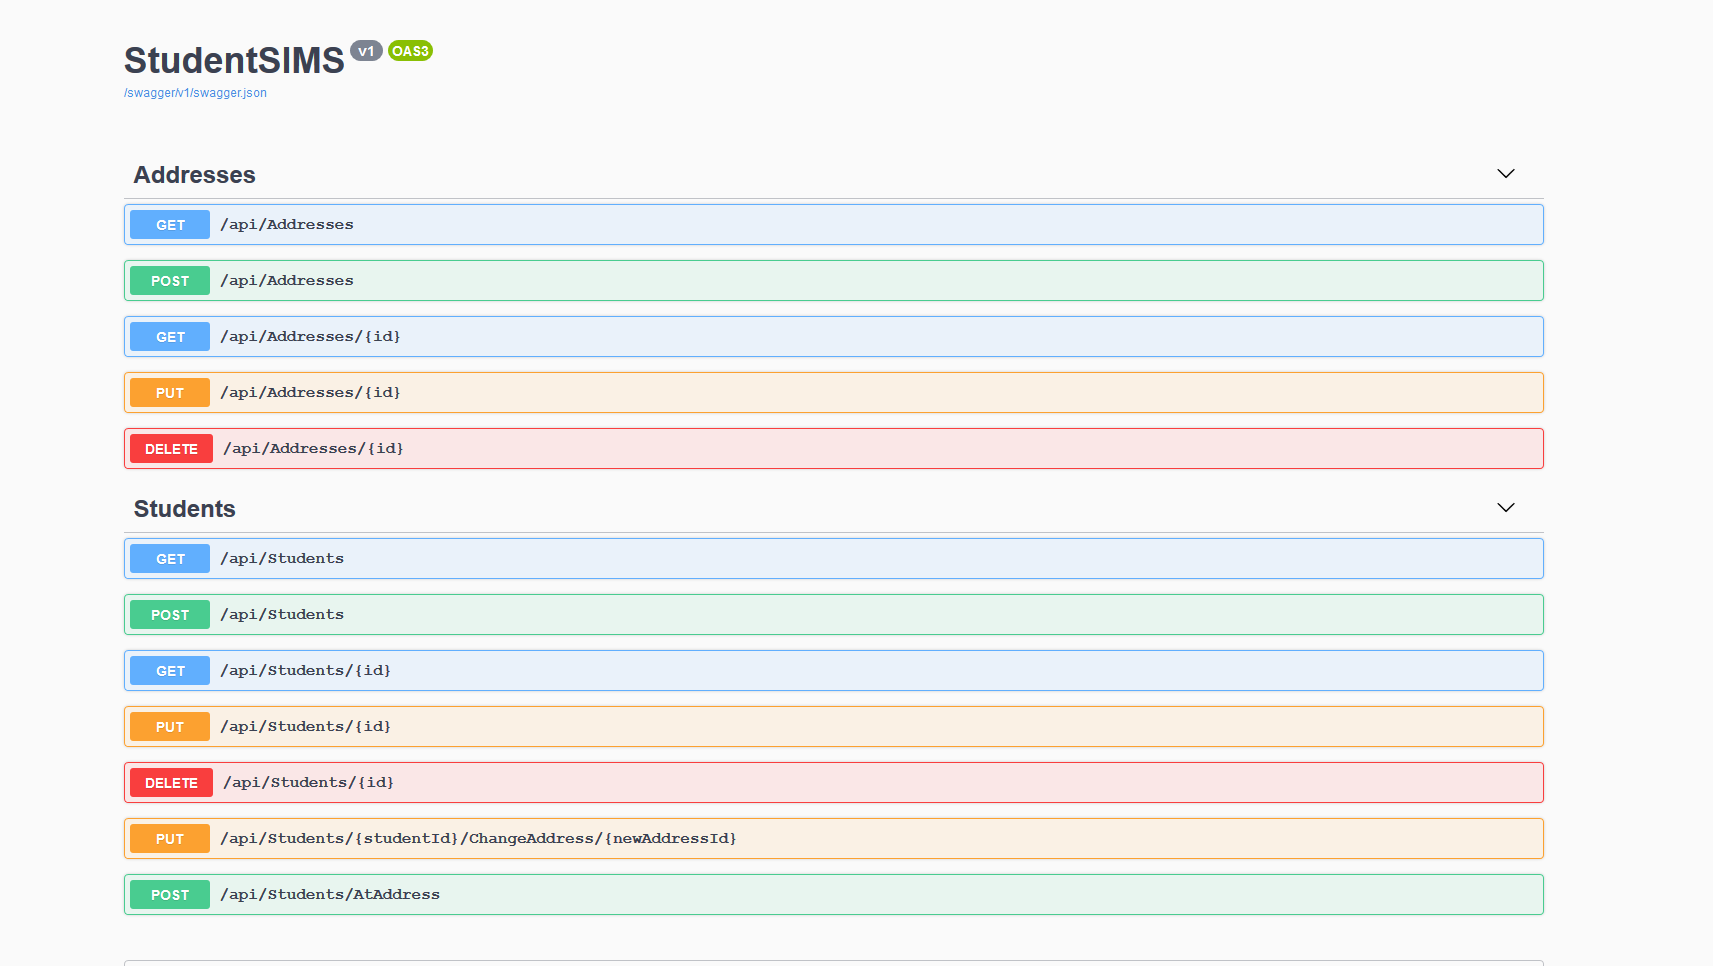 StudentSIMS v1 OAS3
/swagger/v1/swagger.json
Addresses
GET /api/Addresses
POST /api/Addresses
GET /api/Addresses/{id}
PUT /api/Addresses/{id}
DELETE /api/Addresses/{id}
Students
GET /api/Students
POST /api/Students
GET /api/Students/{id}
PUT /api/Students/{id}
DELETE /api/Students/{id}
PUT /api/Students/{studentId}/ChangeAddress/{newAddressId}
POST /api/Students/AtAddress